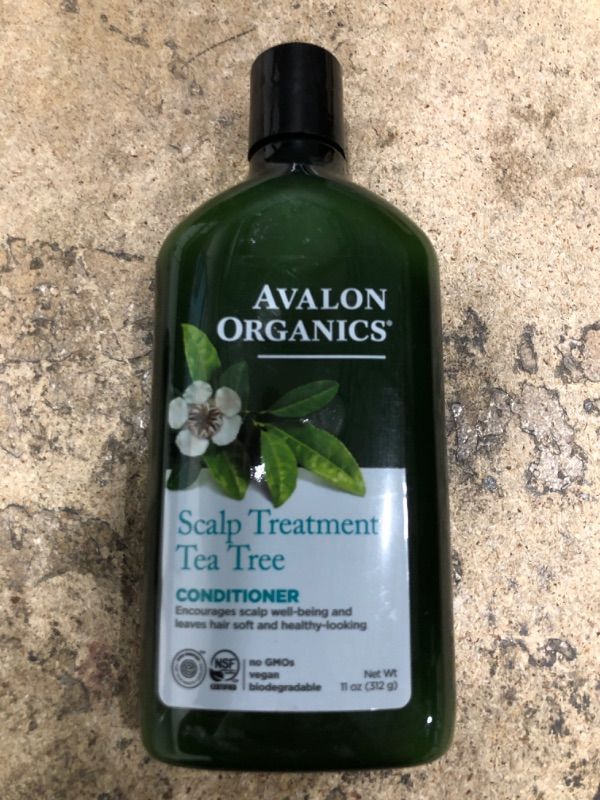 AVALON
ORGANICS®
Scalp Treatment
Tea Tree
CONDITIONER
Encourages scalp well-being and
leaves hair soft and healthy-looking
NSF
CERTIFIED
no GMOs
vegan
biodegradable
Net Wt
11 oz (312 g)